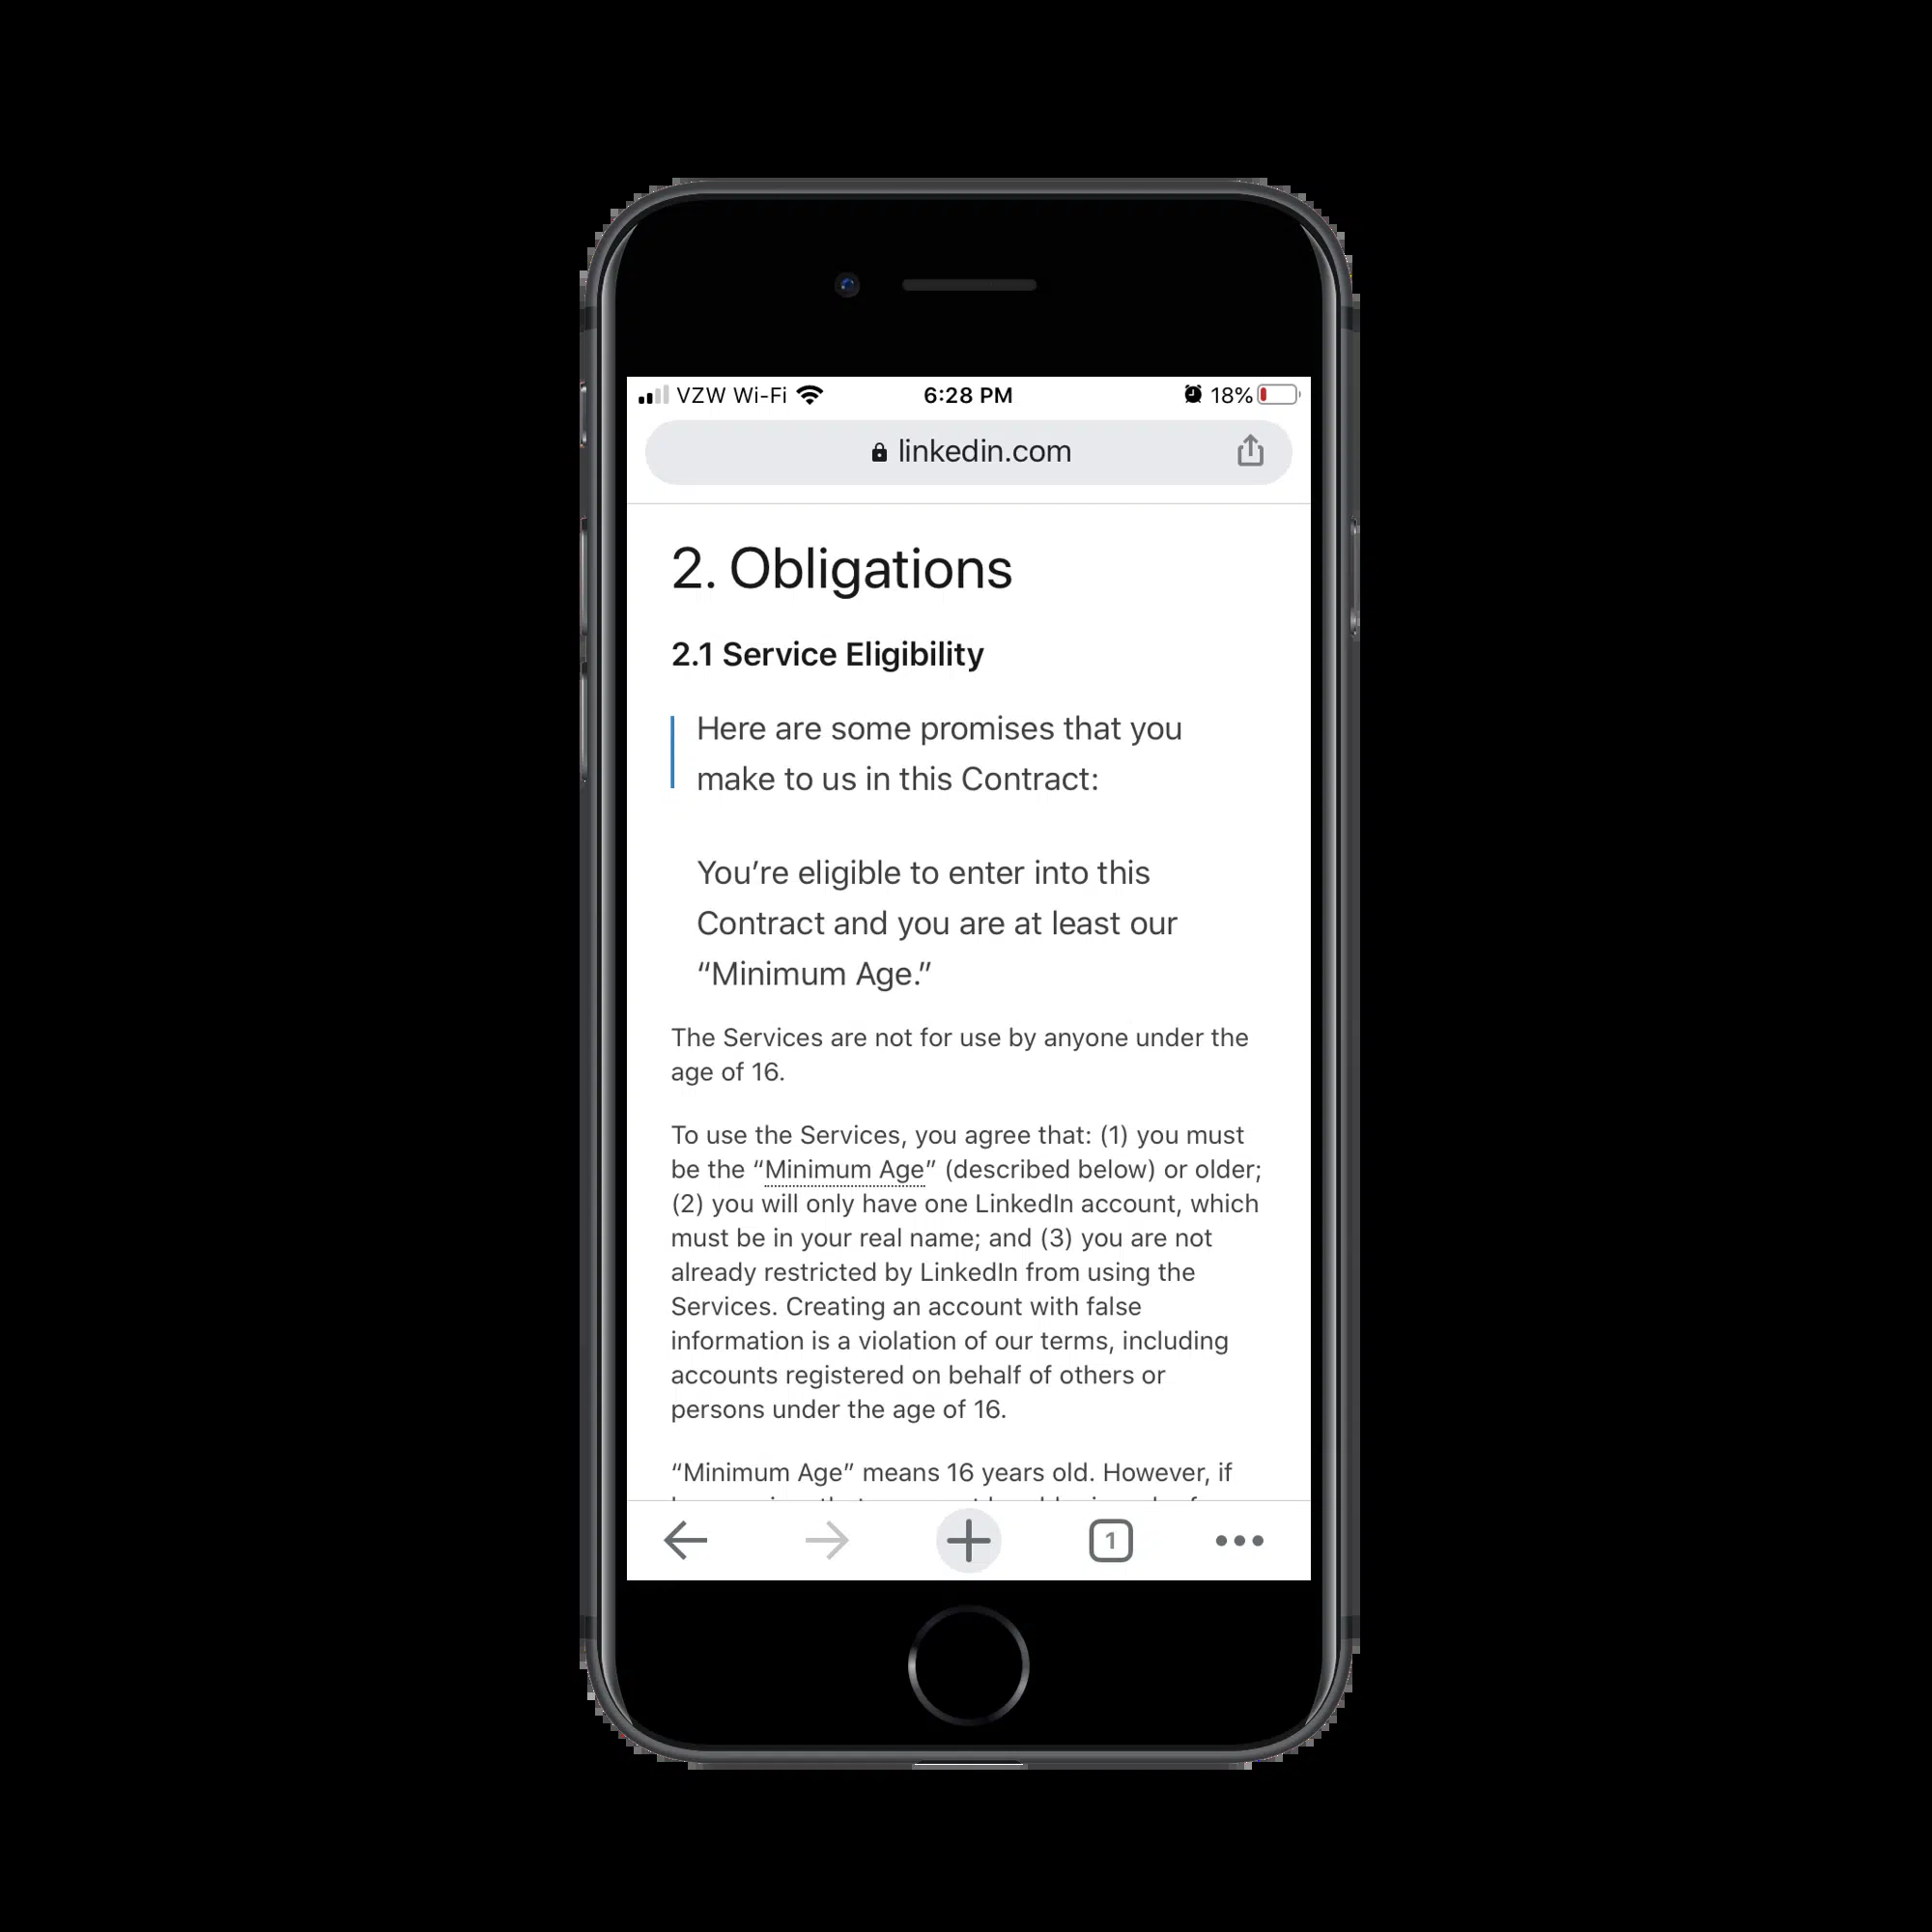 VZW Wi-Fi 6:28 PM 18%
linkedin.com
2. Obligations
2.1 Service Eligibility
Here are some promises that you
make to us in this Contract:
You’re eligible to enter into this
Contract and you are at least our
“Minimum Age.”
The Services are not for use by anyone under the
age of 16.
To use the Services, you agree that: (1) you must
be the “Minimum Age” (described below) or older;
(2) you will only have one LinkedIn account, which
must be in your real name; and (3) you are not
already restricted by LinkedIn from using the
Services. Creating an account with false
information is a violation of our terms, including
accounts registered on behalf of others or
persons under the age of 16.
“Minimum Age” means 16 years old. However, if
1